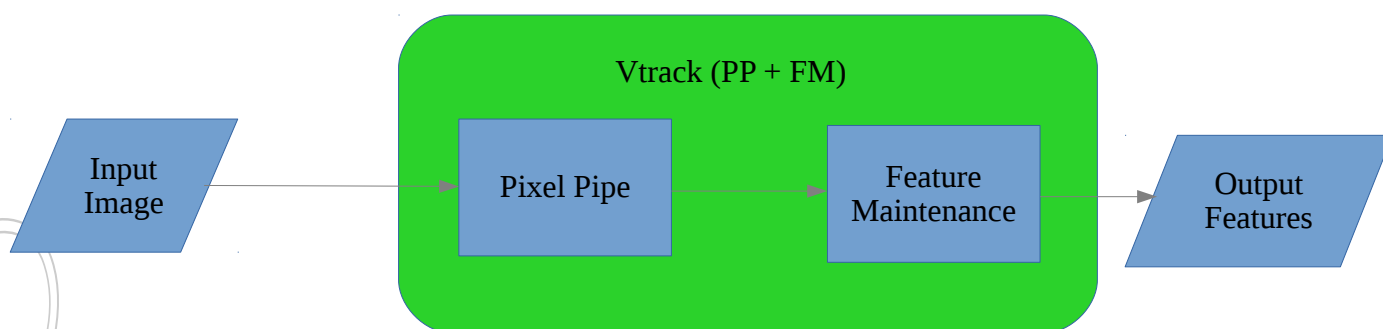 Vtrack (PP + FM)
Input
Image
Pixel Pipe
Feature
Maintenance
Output
Features